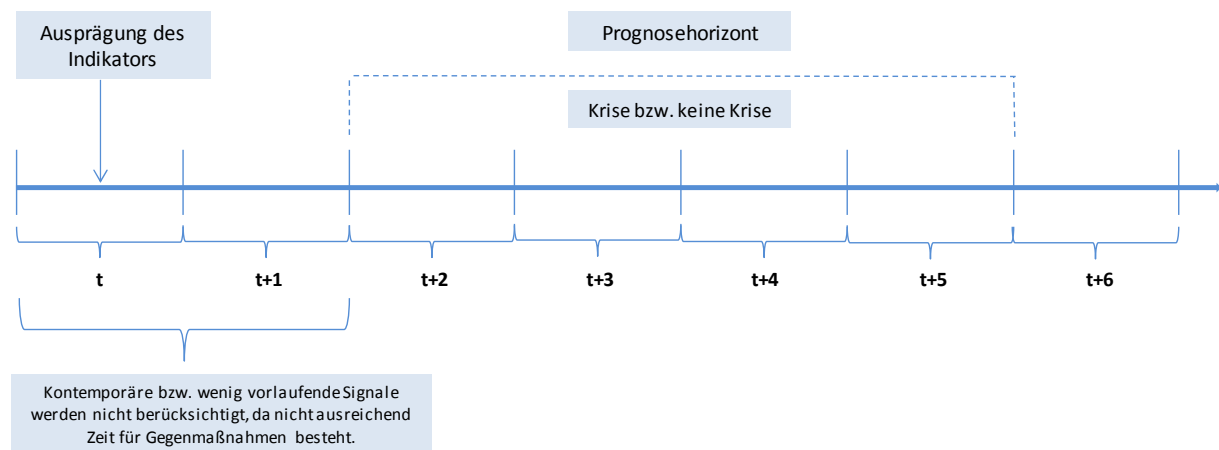 Ausprägung des
Indikators
Prognosehorizont
Krise bzw. keine Krise
t
t+1
t+2
t+3
t+4
t+5
t+6
Kontemporäre bzw. wenig vorlaufende Signale
werden nicht berücksichtigt, da nicht ausreichend
Zeit für Gegenmaßnahmen besteht.